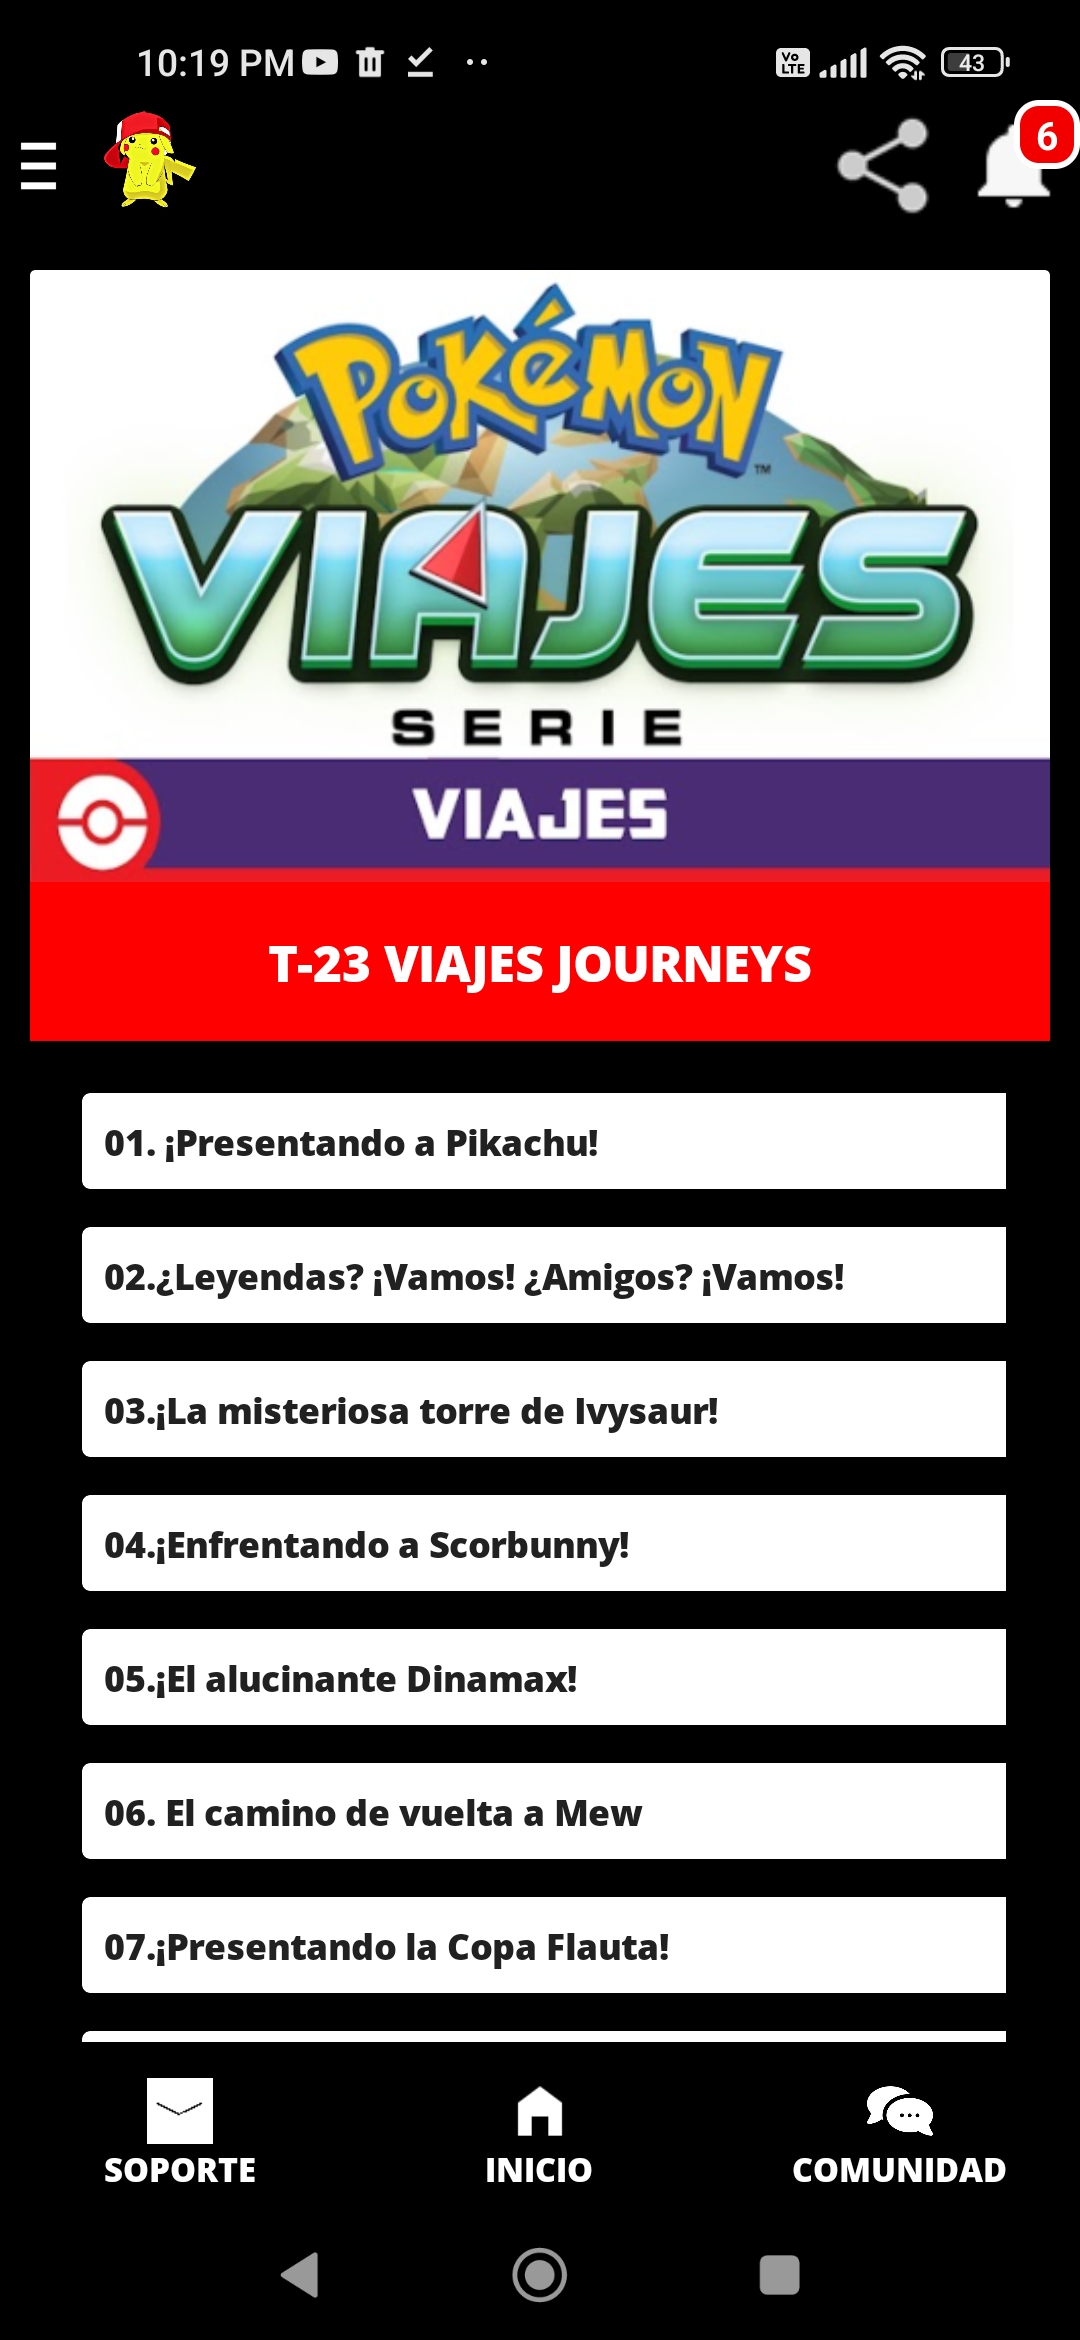 10:19 PM
Vo
LTE
43
6
POKéMON
TM
VIAJES
SERIE
VIAJES
T-23 VIAJES JOURNEYS
01. ¡Presentando a Pikachu!
02.¿Leyendas? ¡Vamos! ¿Amigos? ¡Vamos!
03.¡La misteriosa torre de Ivysaur!
04.¡Enfrentando a Scorbunny!
05.¡El alucinante Dinamax!
06. El camino de vuelta a Mew
07.¡Presentando la Copa Flauta!
SOPORTE
INICIO
COMUNIDAD